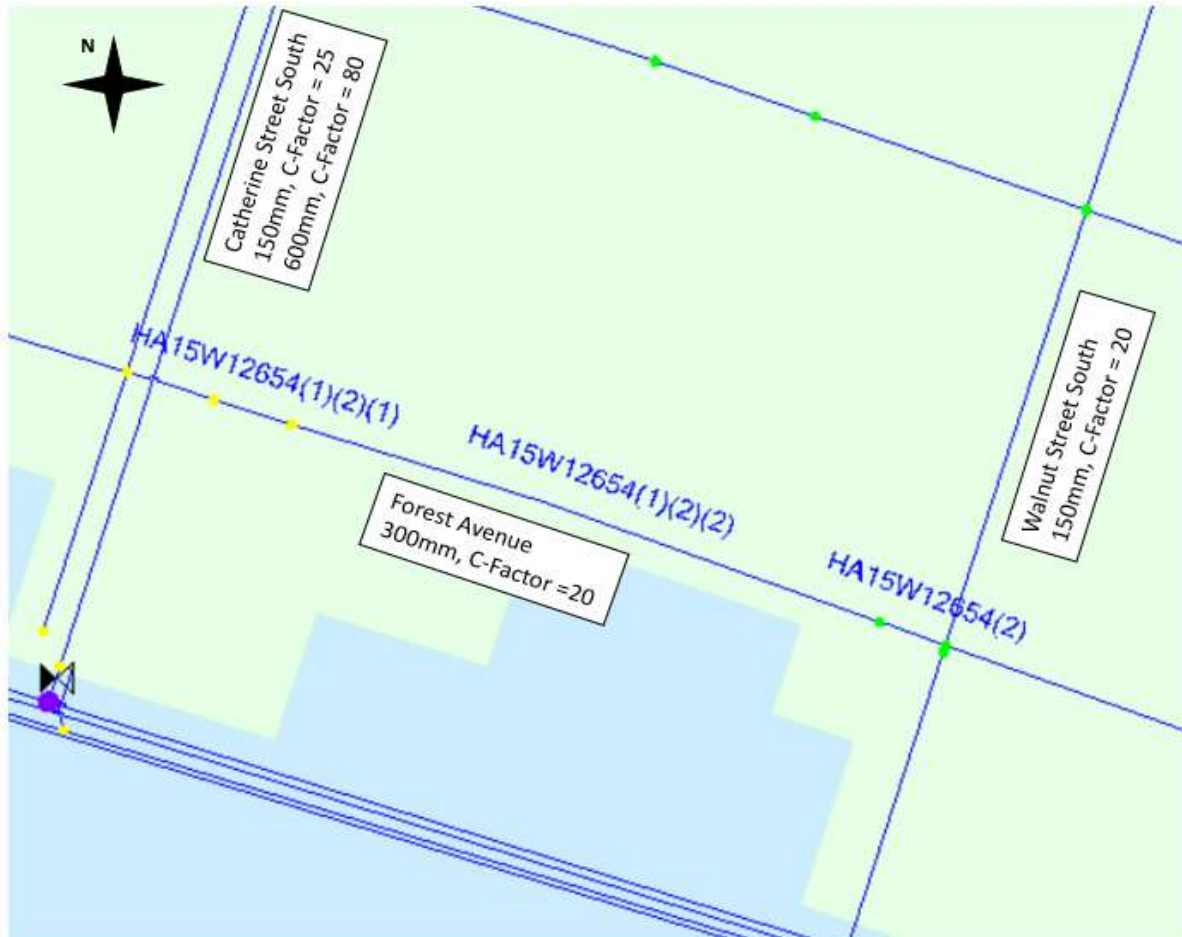 N
Catherine Street South
150mm, C-Factor = 25
600mm, C-Factor = 80
HA15W12654(1)(2)(1)
HA15W12654(1)(2)(2)
Forest Avenue
300mm, C-Factor =20
HA15W12654(2)
Walnut Street South
150mm, C-Factor = 20